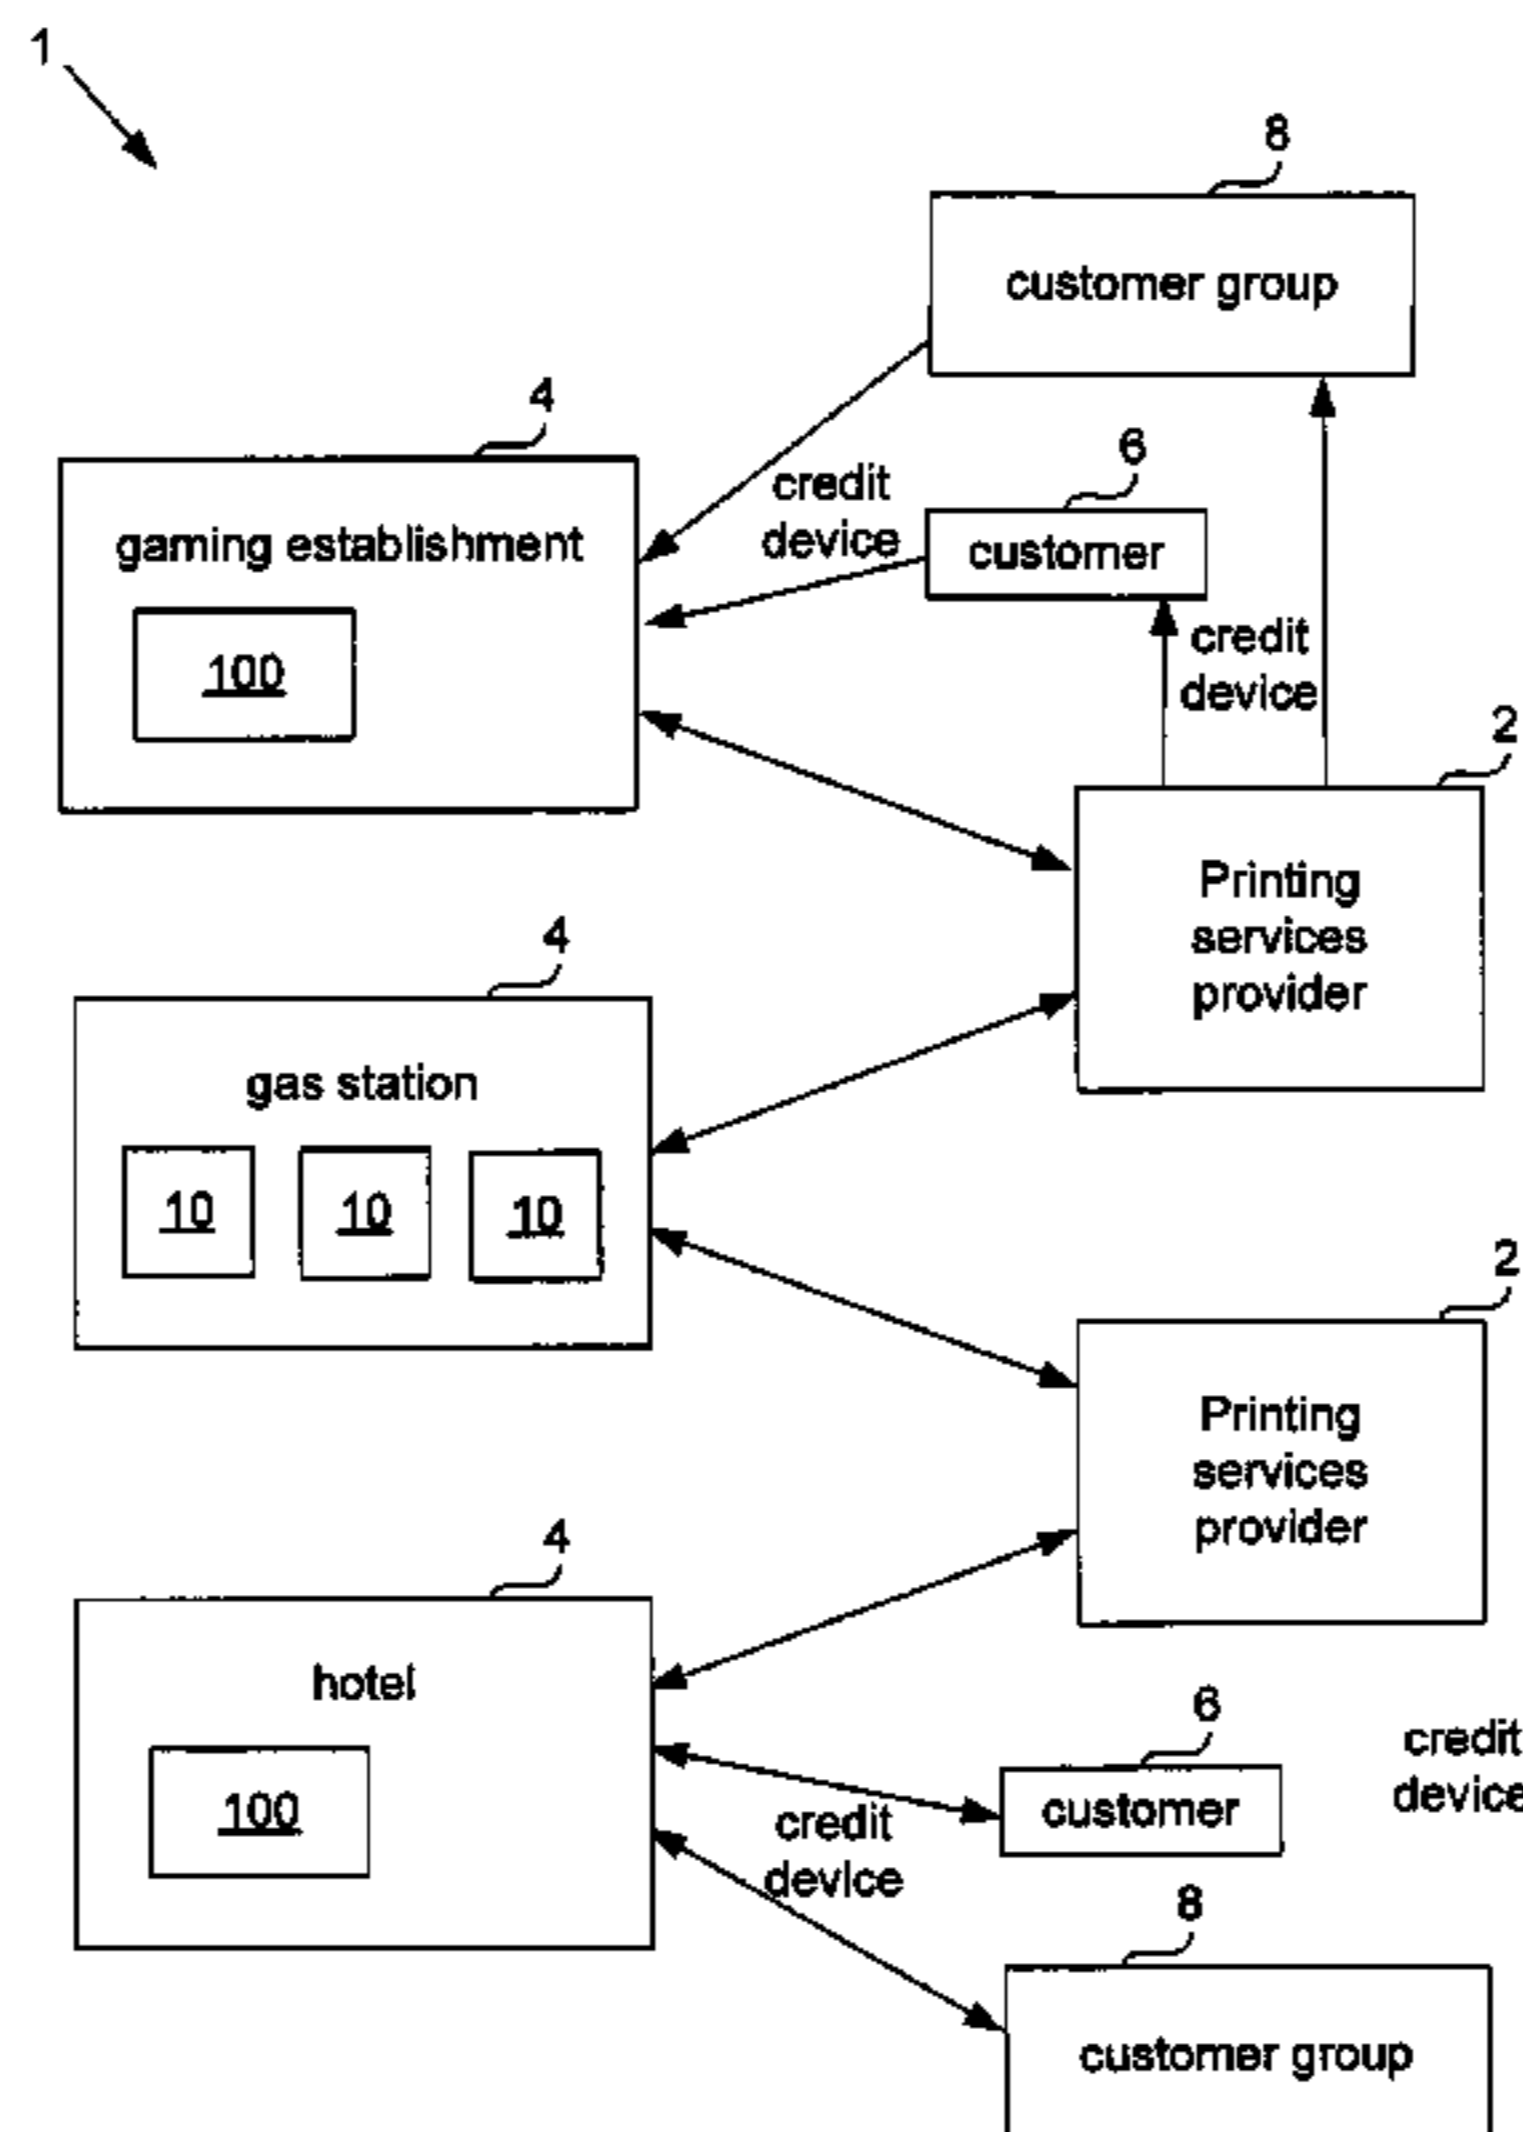 1
8
customer group
4
6
credit
device
customer
gaming establishment
100
credit
device
2
Printing
services
provider
4
gas station
10
10
10
2
Printing
services
provider
4
hotel
100
6
customer
credit
device
credit
device
8
customer group